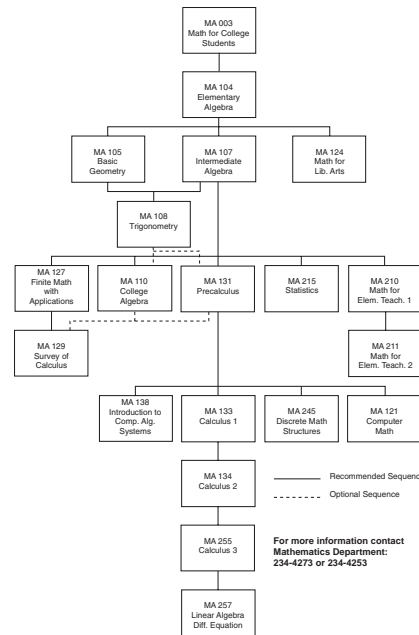 MA 003
Math for College
Students
MA 104
Elementary
Algebra
MA 105
Basic
Geometry
MA 107
Intermediate
Algebra
MA 124
Math for
Lib. Arts
MA 108
Trigonometry
MA 127
Finite Math
with
Applications
MA 110
College
Algebra
MA 131
Precalculus
MA 215
Statistics
MA 210
Math for
Elem. Teach. 1
MA 129
Survey of
Calculus
MA 211
Math for
Elem. Teach. 2
MA 138
Introduction to
Comp. Alg.
Systems
MA 133
Calculus 1
MA 245
Discrete Math
Structures
MA 121
Computer
Math
MA 134
Calculus 2
Recommended Sequence
Optional Sequence
MA 255
Calculus 3
For more information contact
Mathematics Department:
234-4273 or 234-4253
MA 257
Linear Algebra
Diff. Equation